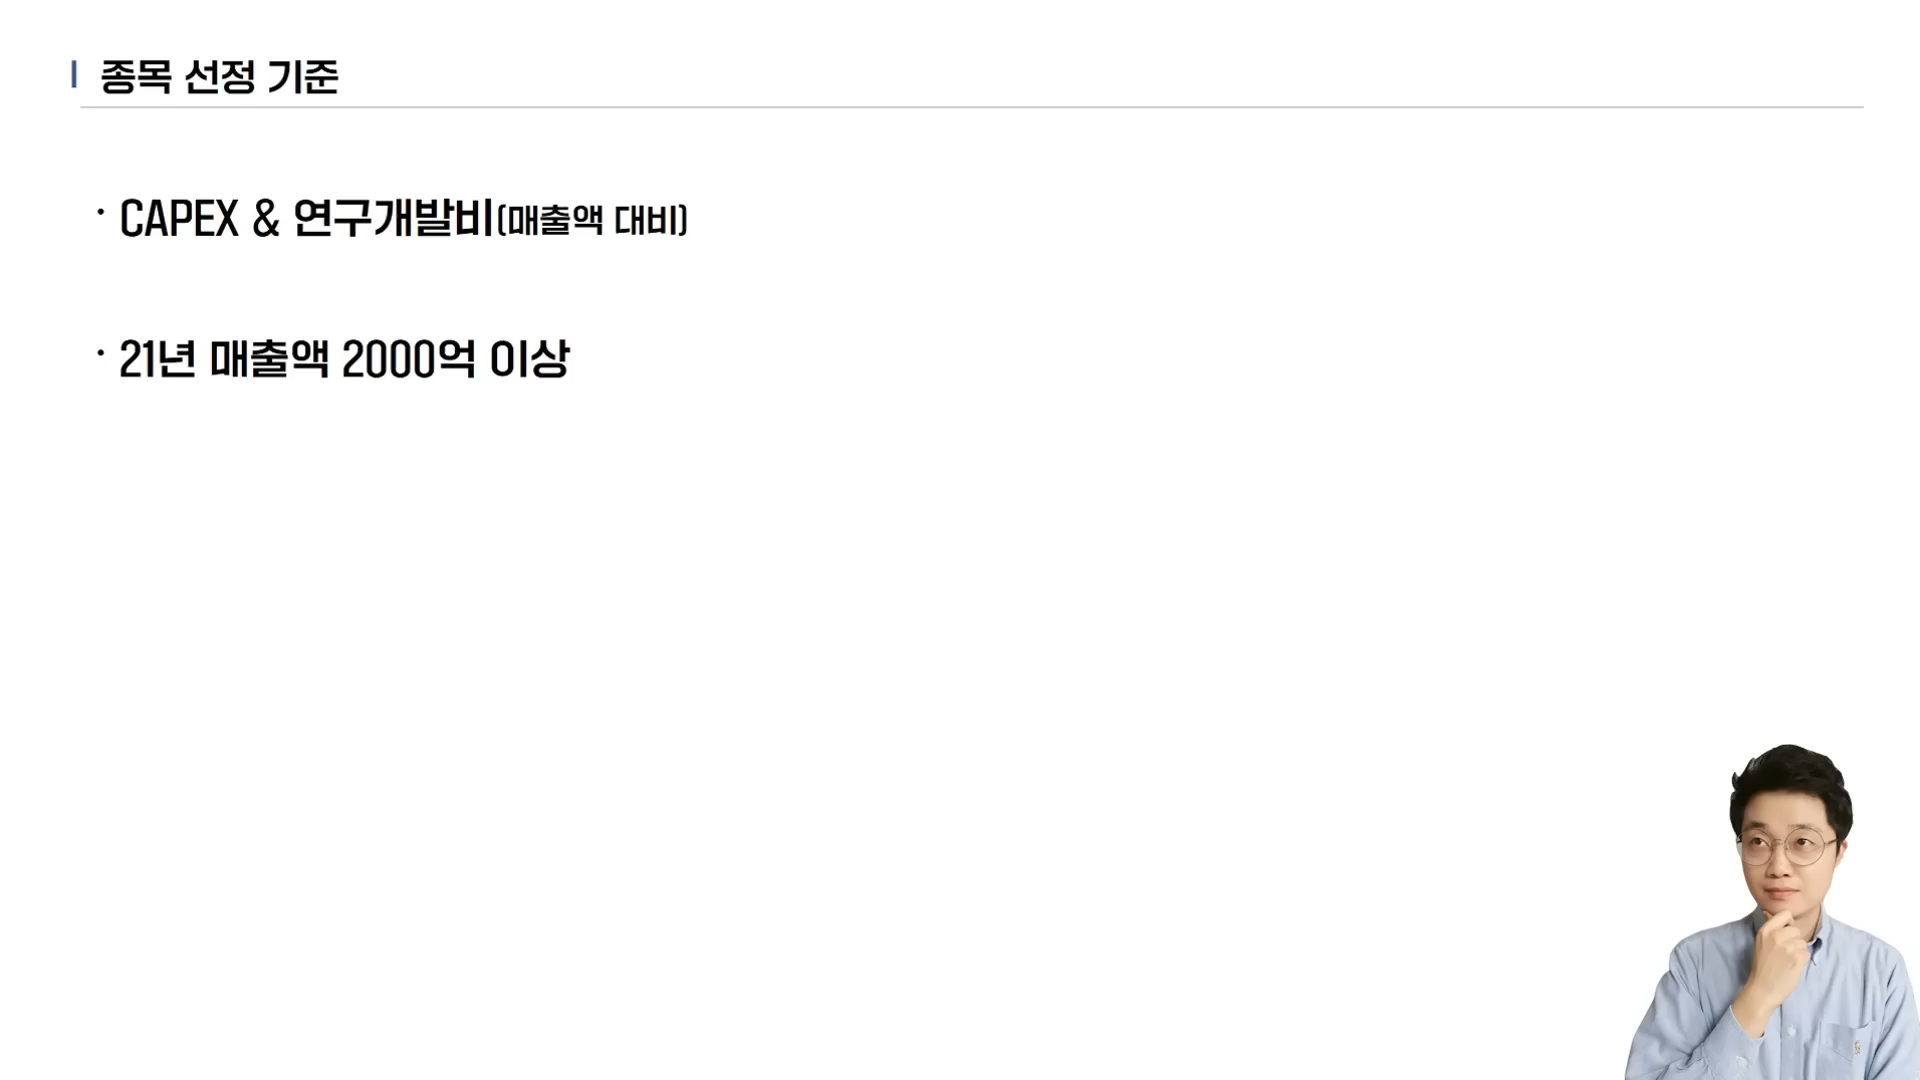 종목 선정 기준
· CAPEX & 연구개발비(매출액 대비)
· 21년 매출액 2000억 이상